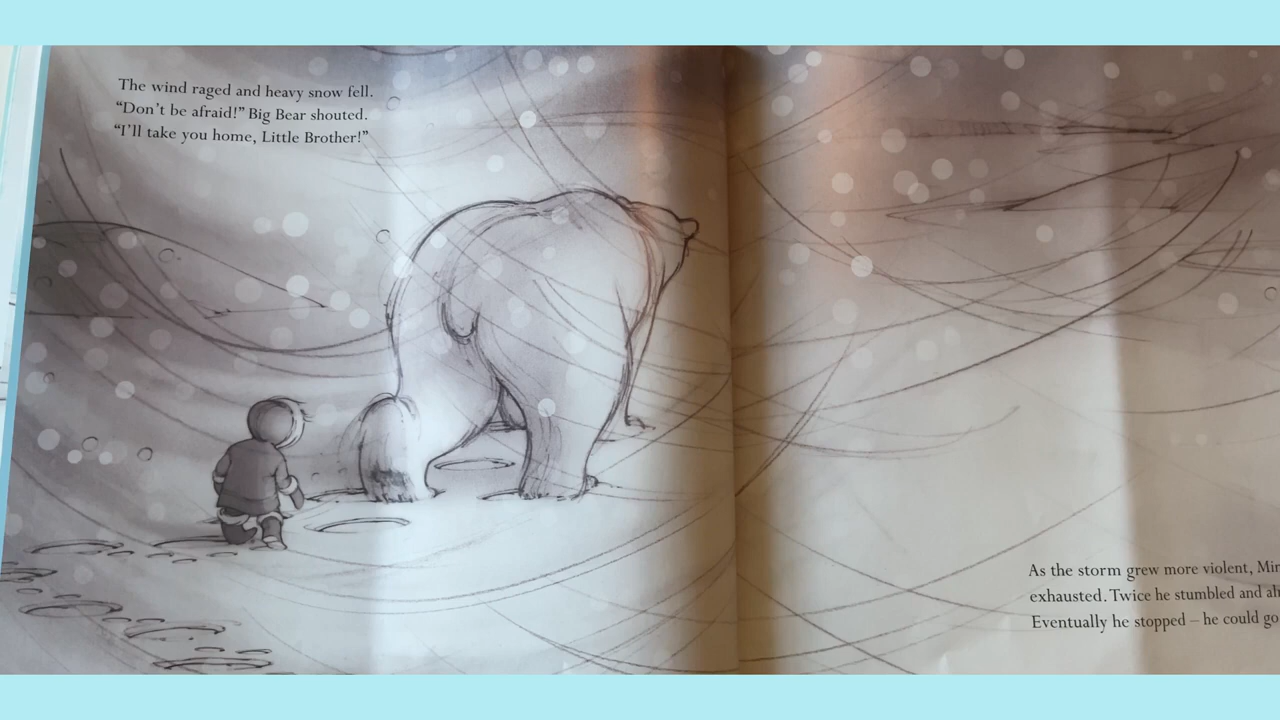 The wind raged and heavy snow fell.
“Don’t be afraid!” Big Bear shouted.
“I’ll take you home, Little Brother!”
As the storm grew more violent,
exhausted. Twice he stumbled and
Eventually he stopped – he could go